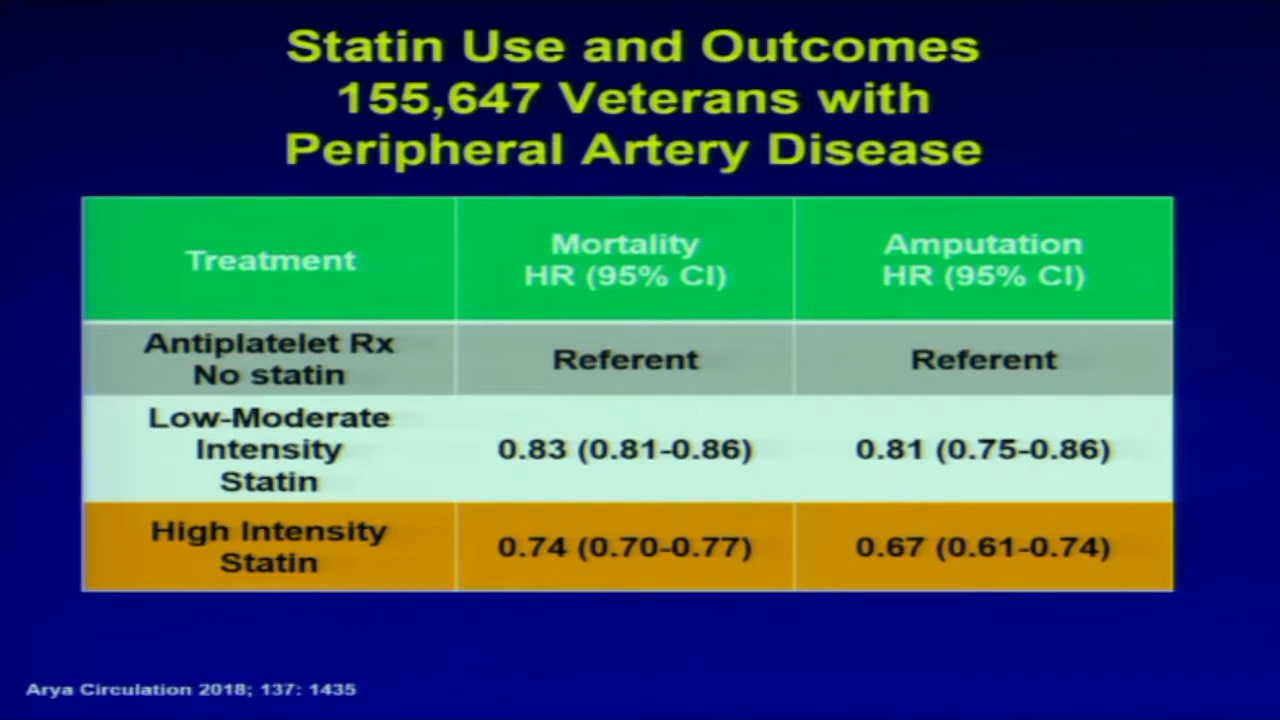 Statin Use and Outcomes
155,647 Veterans with
Peripheral Artery Disease
Treatment
Mortality
HR (95% CI)
Amputation
HR (95% CI)
Antiplatelet Rx
No statin
Referent
Referent
Low-Moderate
Intensity
Statin
0.83 (0.81-0.86)
0.81 (0.75-0.86)
High Intensity
Statin
0.74 (0.70-0.77)
0.67 (0.61-0.74)
Arya Circulation 2018; 137: 1435